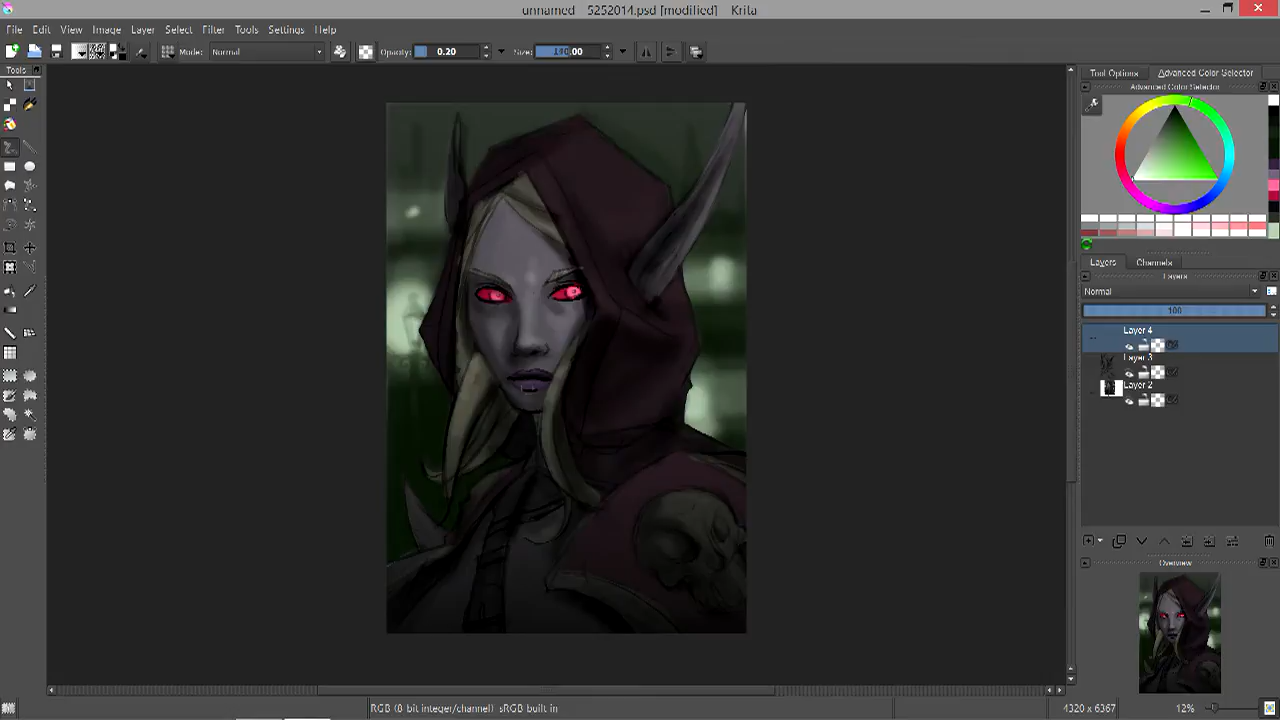 unnamed 5252014.psd [modified] Krita
File Edit View Image Layer Select Filter Tools Settings Help
Mode: Normal Opacity: 0.20 Size: 100.00
Tools
Tool Options Advanced Color Selector
Advanced Color Selector
Layers Channels
Layers
Normal
100
Layer 4
Layer 3
Layer 2
Overview
RGB (8 bit integer/channel) sRGB built in 4320 x 6367 12%